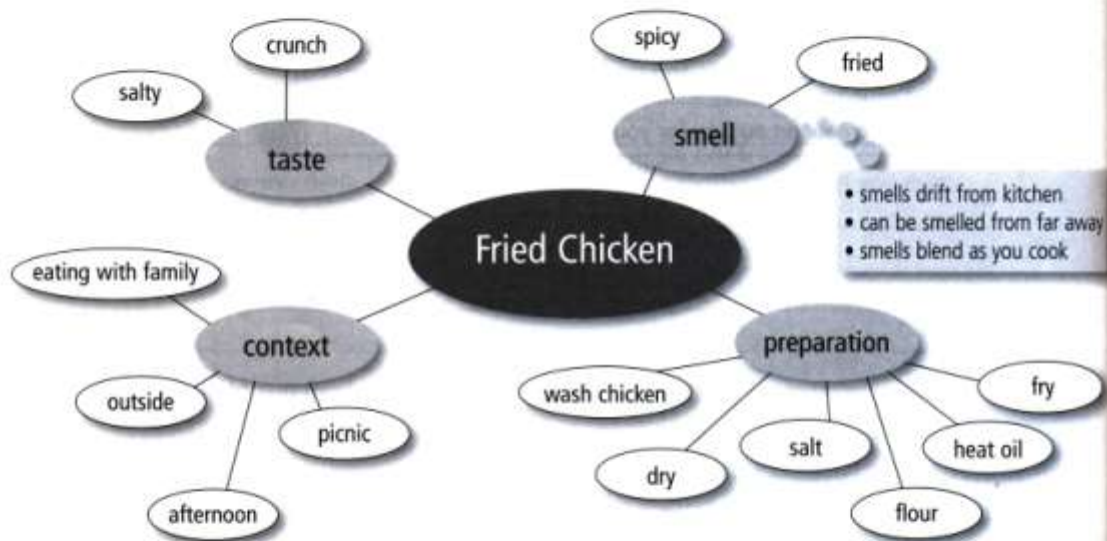 crunch
salty
taste
spicy
fried
smell
• smells drift from kitchen
• can be smelled from far away
• smells blend as you cook
Fried Chicken
eating with family
context
outside
picnic
afternoon
preparation
wash chicken
dry
salt
flour
heat oil
fry